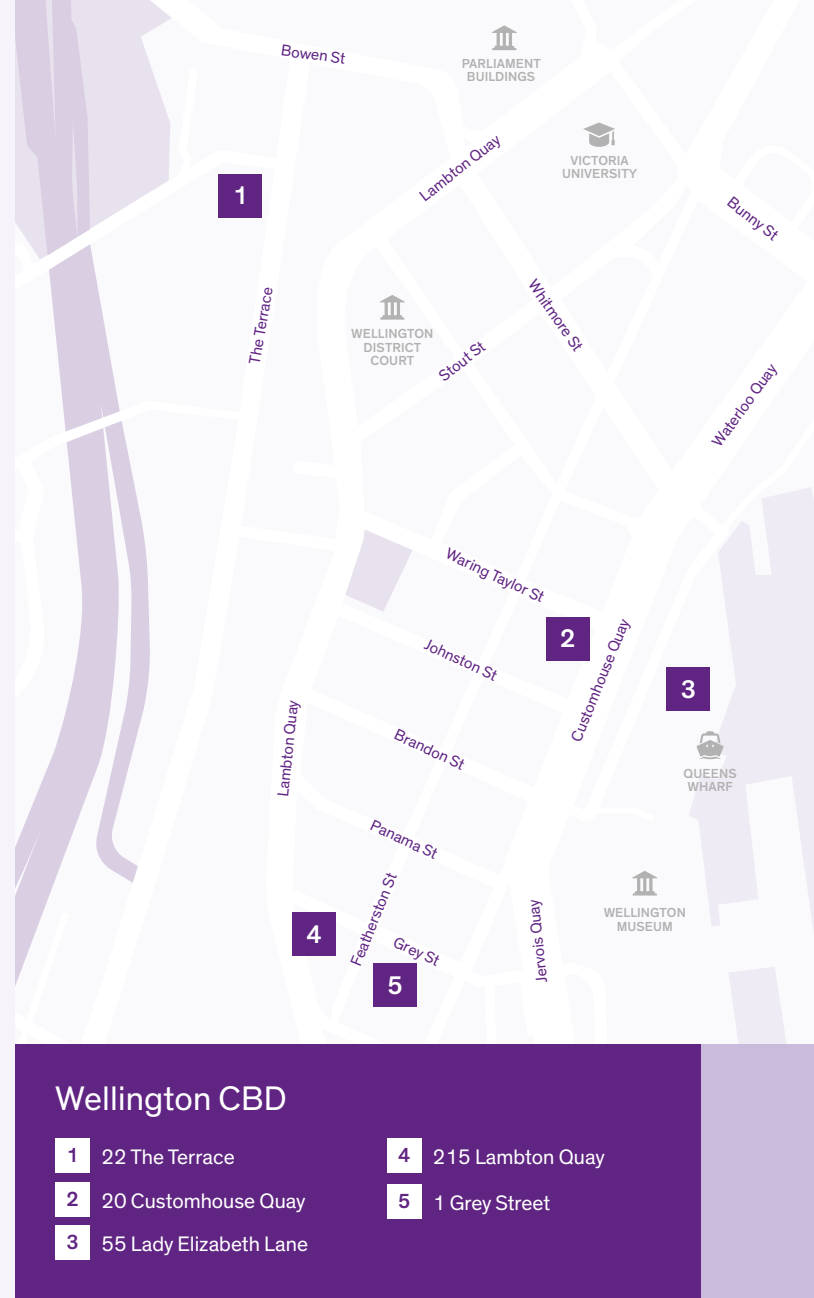 Bowen St
PARLIAMENT
BUILDINGS
Lambton Quay
VICTORIA
UNIVERSITY
1
Bunny St
The Terrace
Whitmore St
WELLINGTON
DISTRICT
COURT
Stout St
Waterloo Quay
Waring Taylor St
2
Johnston St
Customhouse Quay
3
Lambton Quay
Brandon St
QUEENS
WHARF
Panama St
Featherston St
WELLINGTON
MUSEUM
4
Grey St
Jervois Quay
5
Wellington CBD
1 22 The Terrace
2 20 Customhouse Quay
3 55 Lady Elizabeth Lane
4 215 Lambton Quay
5 1 Grey Street